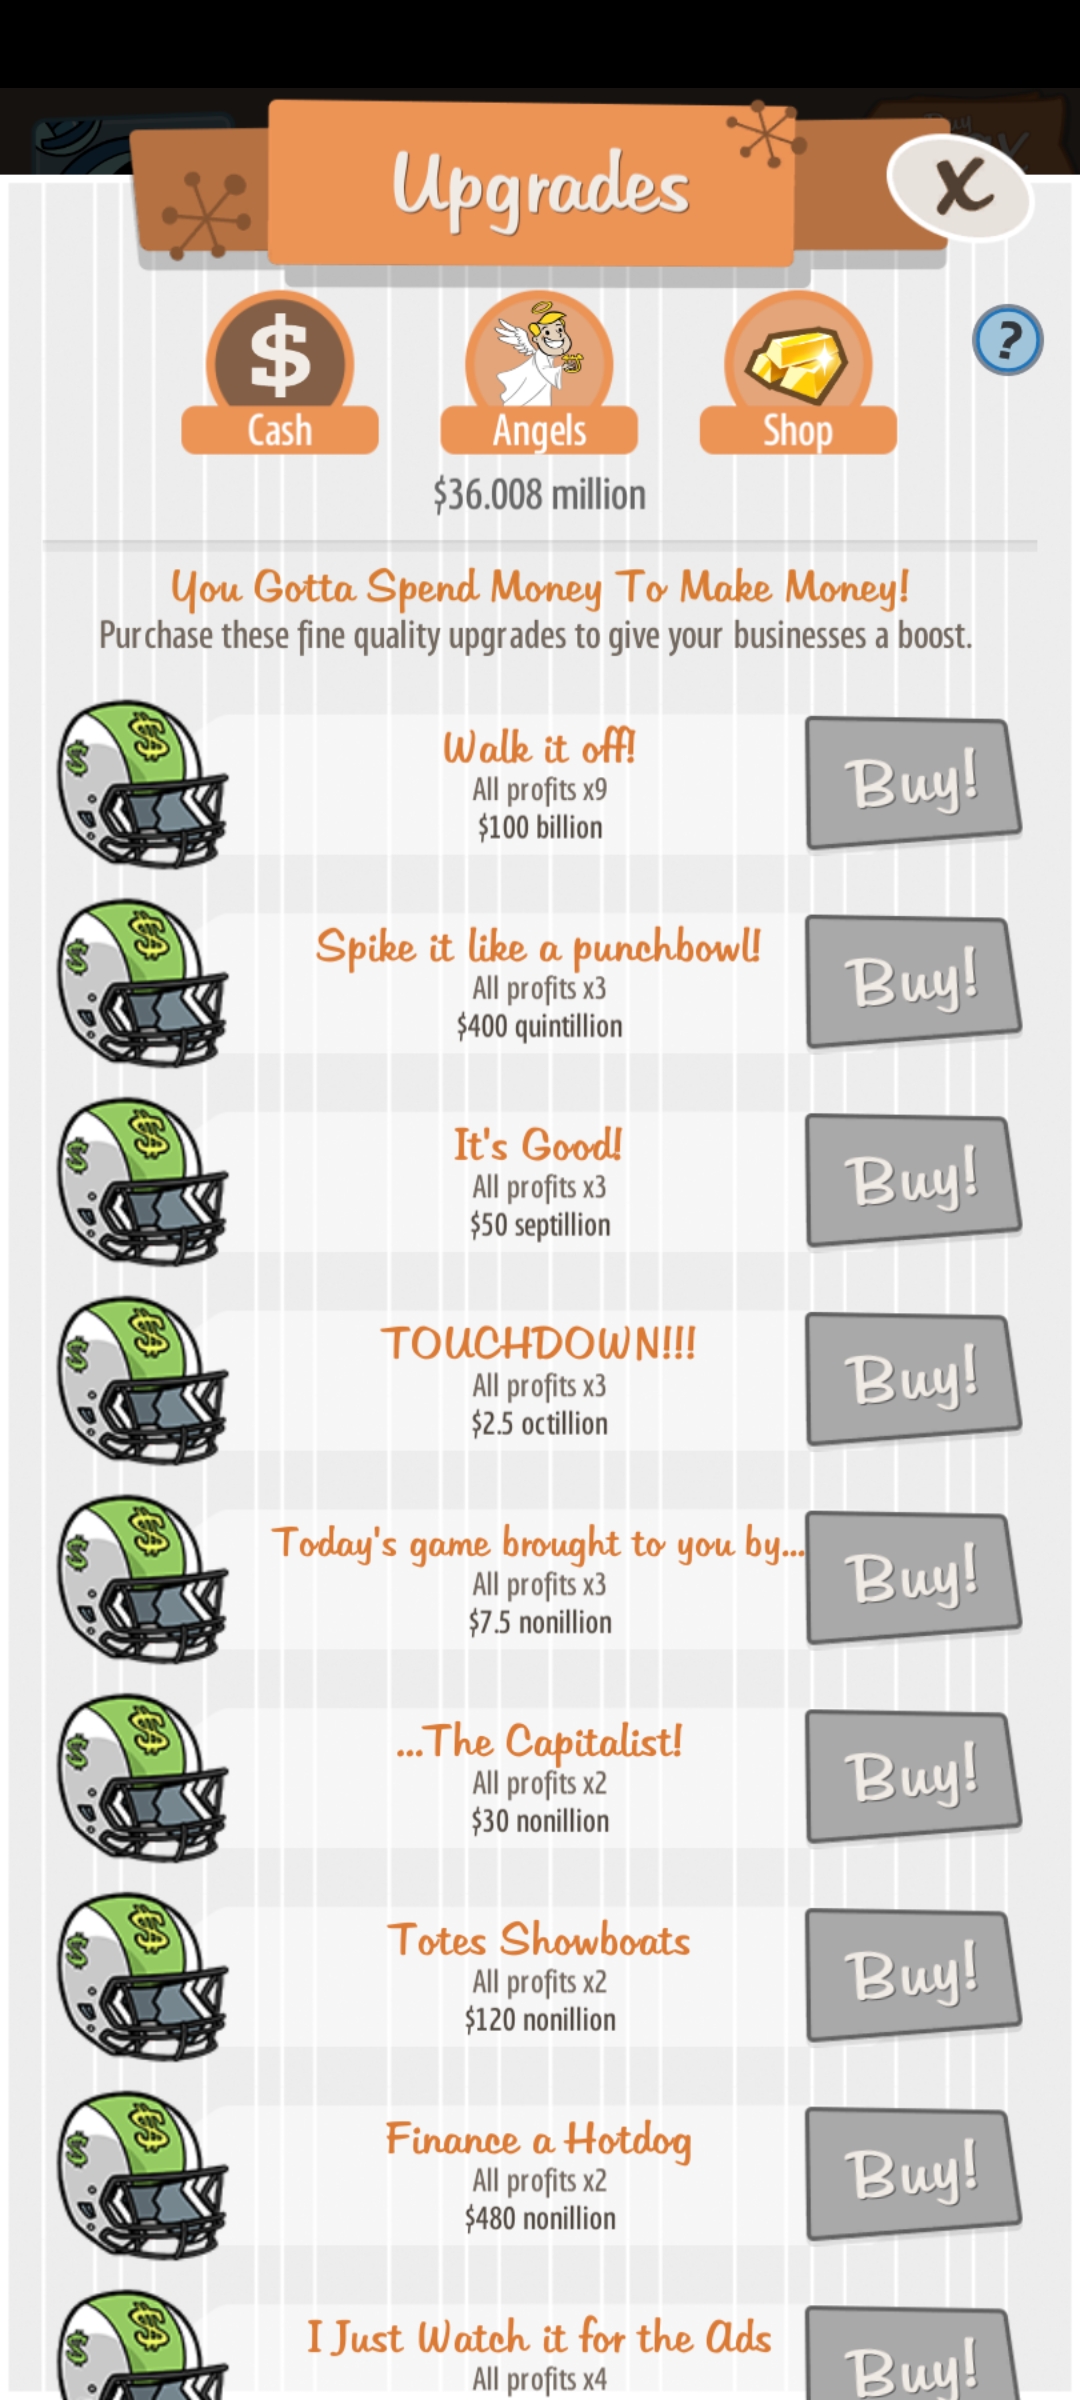 Upgrades
X
$
Cash
Angels
Shop
?
$36.008 million
You Gotta Spend Money To Make Money!
Purchase these fine quality upgrades to give your businesses a boost.
Walk it off!
All profits x9
$100 billion
Buy!
Spike it like a punchbowl!
All profits x3
$400 quintillion
Buy!
It's Good!
All profits x3
$50 septillion
Buy!
TOUCHDOWN!!!
All profits x3
$2.5 octillion
Buy!
Today's game brought to you by...
All profits x3
$7.5 nonillion
Buy!
...The Capitalist!
All profits x2
$30 nonillion
Buy!
Totes Showboats
All profits x2
$120 nonillion
Buy!
Finance a Hotdog
All profits x2
$480 nonillion
Buy!
I Just Watch it for the Ads
All profits x4
Buy!